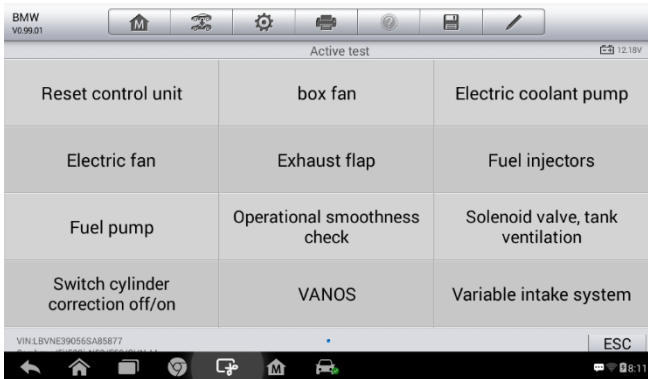 BMW
V0.99.01
Active test
12.18V
Reset control unit
box fan
Electric coolant pump
Electric fan
Exhaust flap
Fuel injectors
Fuel pump
Operational smoothness
check
Solenoid valve, tank
ventilation
Switch cylinder
correction off/on
VANOS
Variable intake system
VIN:LBVNE39056SA85877
ESC
8:11